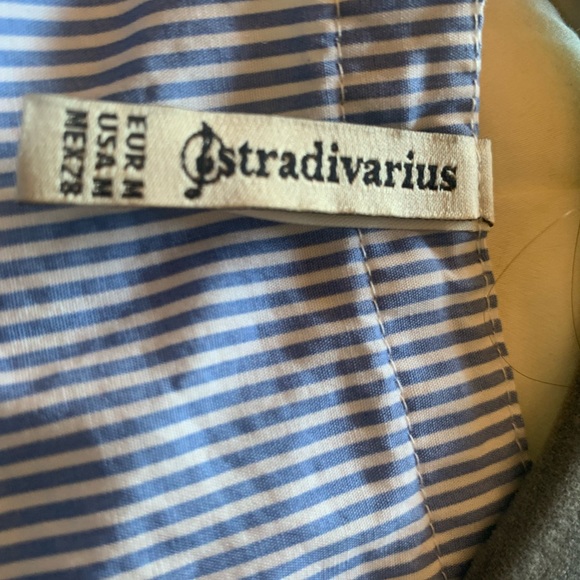 stradivarius
EUR M
USA M
MEX 28